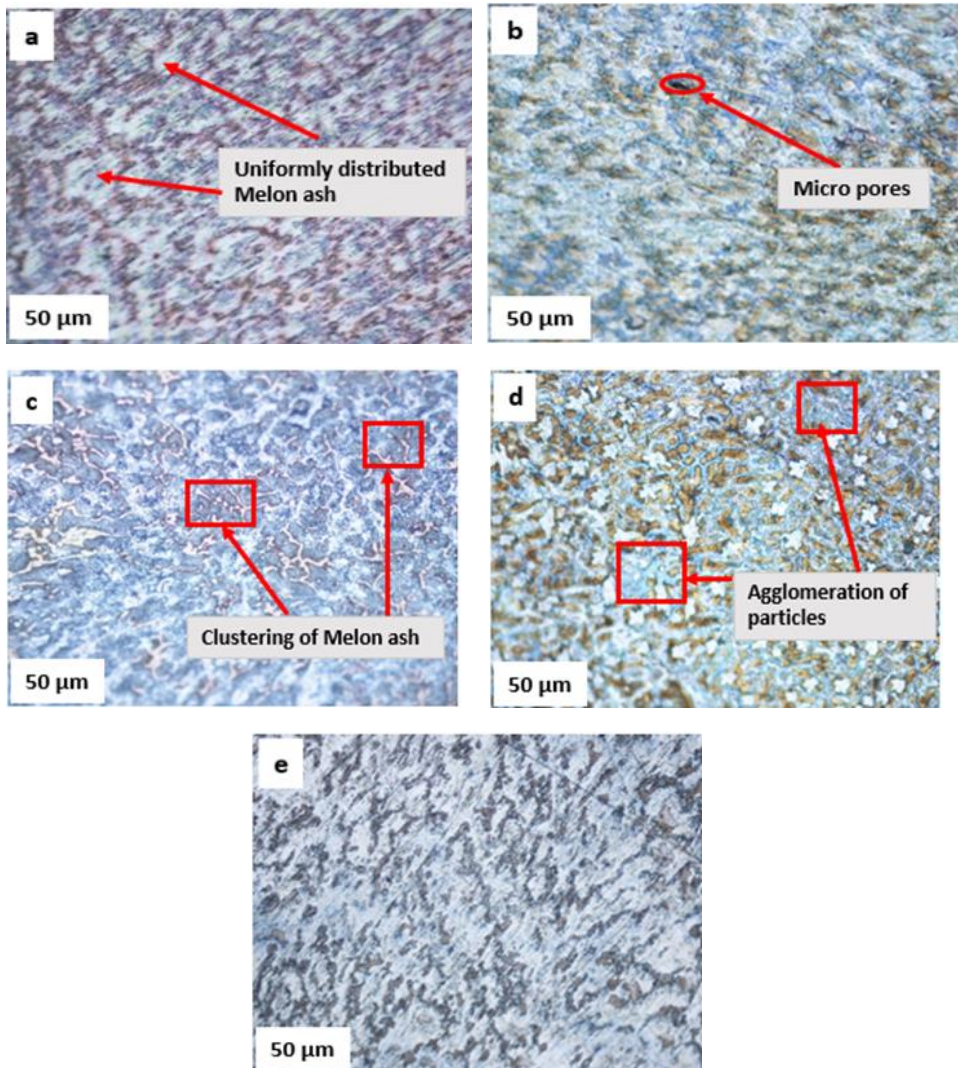 a
Uniformly distributed
Melon ash
50 µm
b
Micro pores
50 µm
c
Clustering of Melon ash
50 µm
d
Agglomeration of
particles
50 µm
e
50 µm